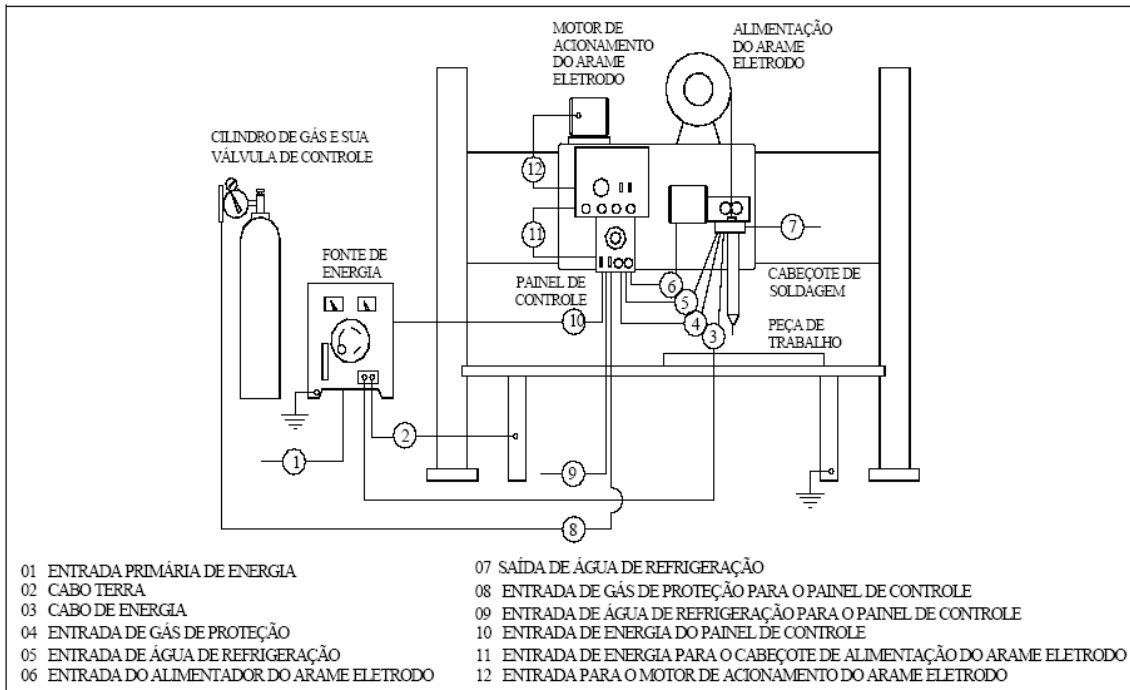 MOTOR DE
ACIONAMENTO
DO ARAME
ELETRODO
ALIMENTAÇÃO
DO ARAME
ELETRODO
CILINDRO DE GÁS E SUA
VÁLVULA DE CONTROLE
12
11
7
FONTE DE
ENERGIA
PAINEL DE
CONTROLE
10
6
5
4
3
CABEÇOTE DE
SOLDAGEM
PEÇA DE
TRABALHO
2
1
9
8
01 ENTRADA PRIMÁRIA DE ENERGIA
02 CABO TERRA
03 CABO DE ENERGIA
04 ENTRADA DE GÁS DE PROTEÇÃO
05 ENTRADA DE ÁGUA DE REFRIGERAÇÃO
06 ENTRADA DO ALIMENTADOR DO ARAME ELETRODO
07 SAÍDA DE ÁGUA DE REFRIGERAÇÃO
08 ENTRADA DE GÁS DE PROTEÇÃO PARA O PAINEL DE CONTROLE
09 ENTRADA DE ÁGUA DE REFRIGERAÇÃO PARA O PAINEL DE CONTROLE
10 ENTRADA DE ENERGIA DO PAINEL DE CONTROLE
11 ENTRADA DE ENERGIA PARA O CABEÇOTE DE ALIMENTAÇÃO DO ARAME ELETRODO
12 ENTRADA PARA O MOTOR DE ACIONAMENTO DO ARAME ELETRODO